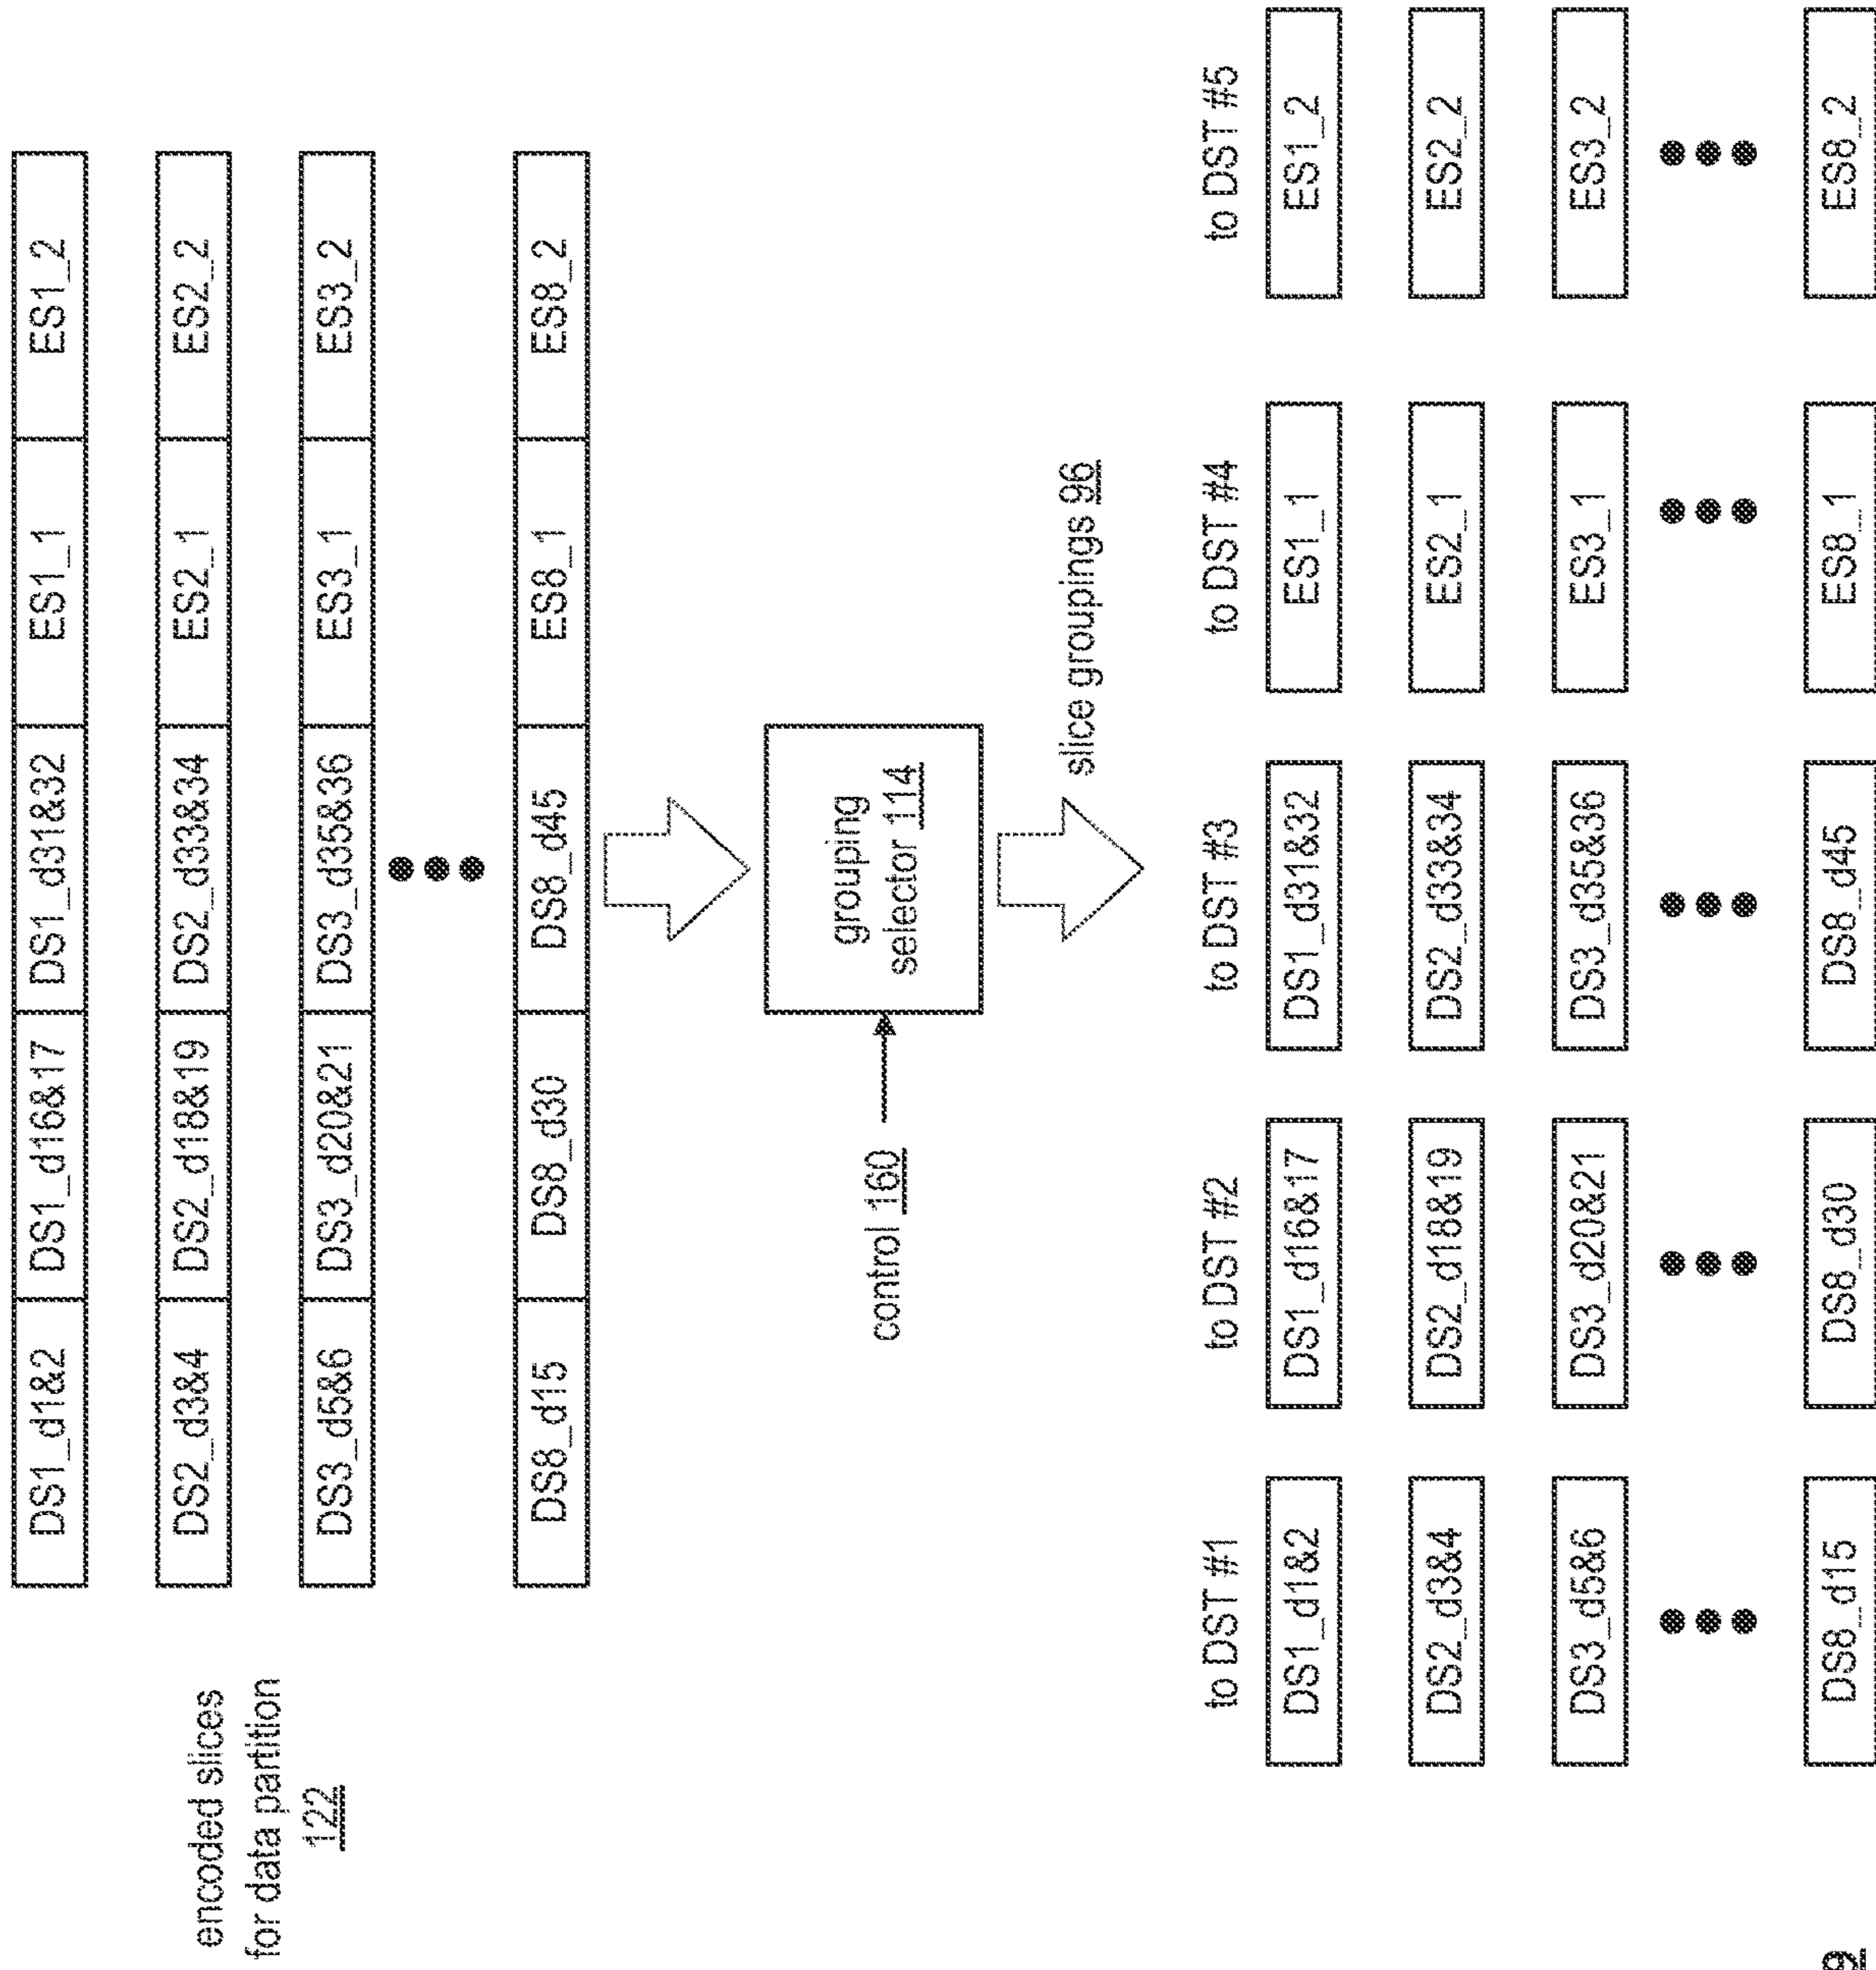 encoded slices
for data partition
122
DS1_d1&2 DS1_d16&17 DS1_d31&32 ES1_1 ES1_2
DS2_d3&4 DS2_d18&19 DS2_d33&34 ES2_1 ES2_2
DS3_d5&6 DS3_d20&21 DS3_d35&36 ES3_1 ES3_2
DS8_d15 DS8_d30 DS8_d45 ES8_1 ES8_2
control 160
grouping
selector 114
slice groupings 96
to DST #1 to DST #2 to DST #3 to DST #4 to DST #5
DS1_d1&2 DS1_d16&17 DS1_d31&32 ES1_1 ES1_2
DS2_d3&4 DS2_d18&19 DS2_d33&34 ES2_1 ES2_2
DS3_d5&6 DS3_d20&21 DS3_d35&36 ES3_1 ES3_2
DS8_d15 DS8_d30 DS8_d45 ES8_1 ES8_2